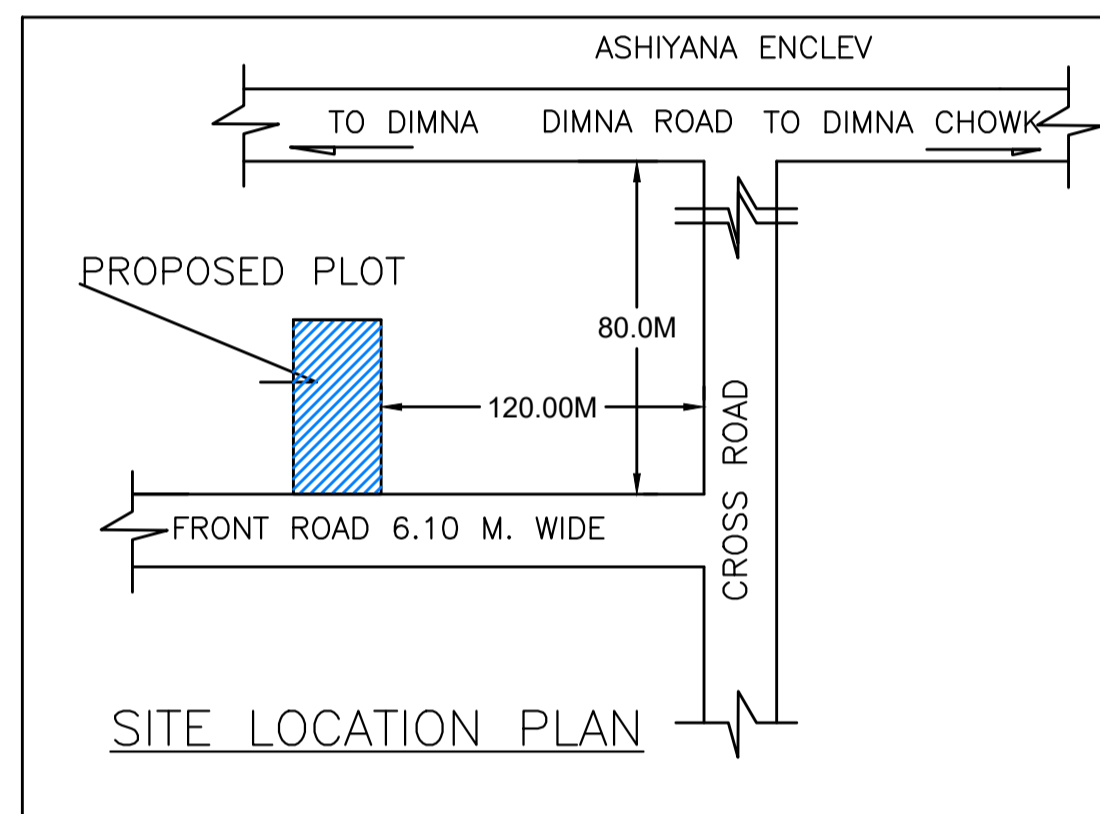 ASHIYANA ENCLEV
TO DIMNA DIMNA ROAD TO DIMNA CHOWK
PROPOSED PLOT
80.0M
120.00M
CROSS ROAD
FRONT ROAD 6.10 M. WIDE
SITE LOCATION PLAN